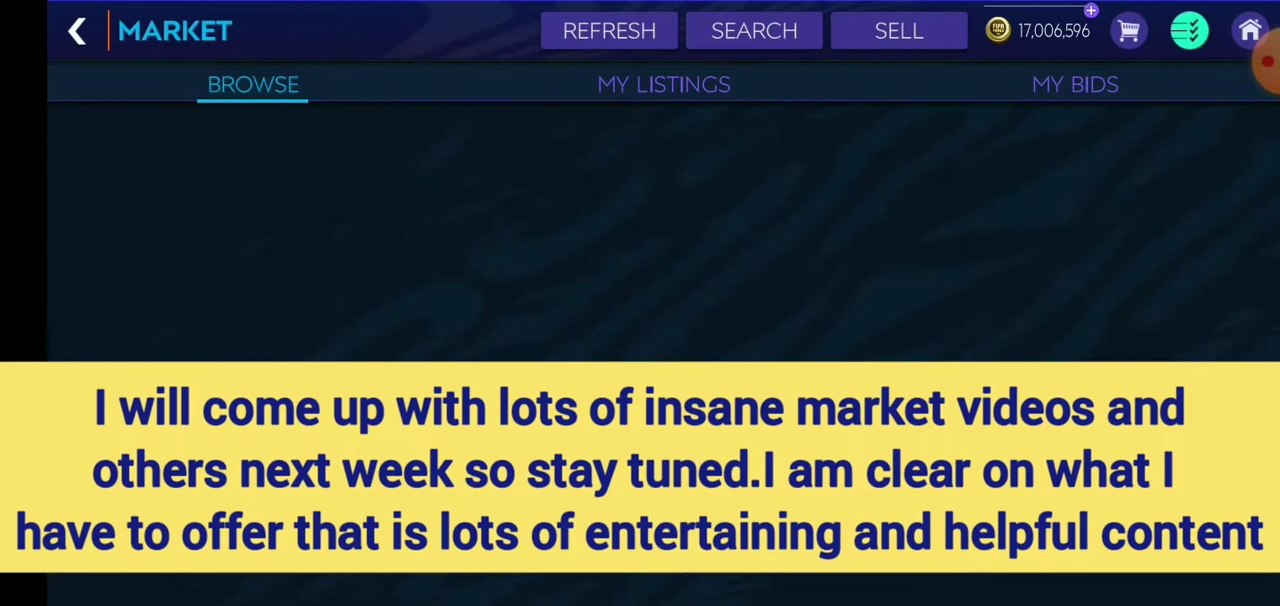 MARKET
REFRESH
SEARCH
SELL
17,006,596
BROWSE
MY LISTINGS
MY BIDS
I will come up with lots of insane market videos and
others next week so stay tuned.I am clear on what I
have to offer that is lots of entertaining and helpful content